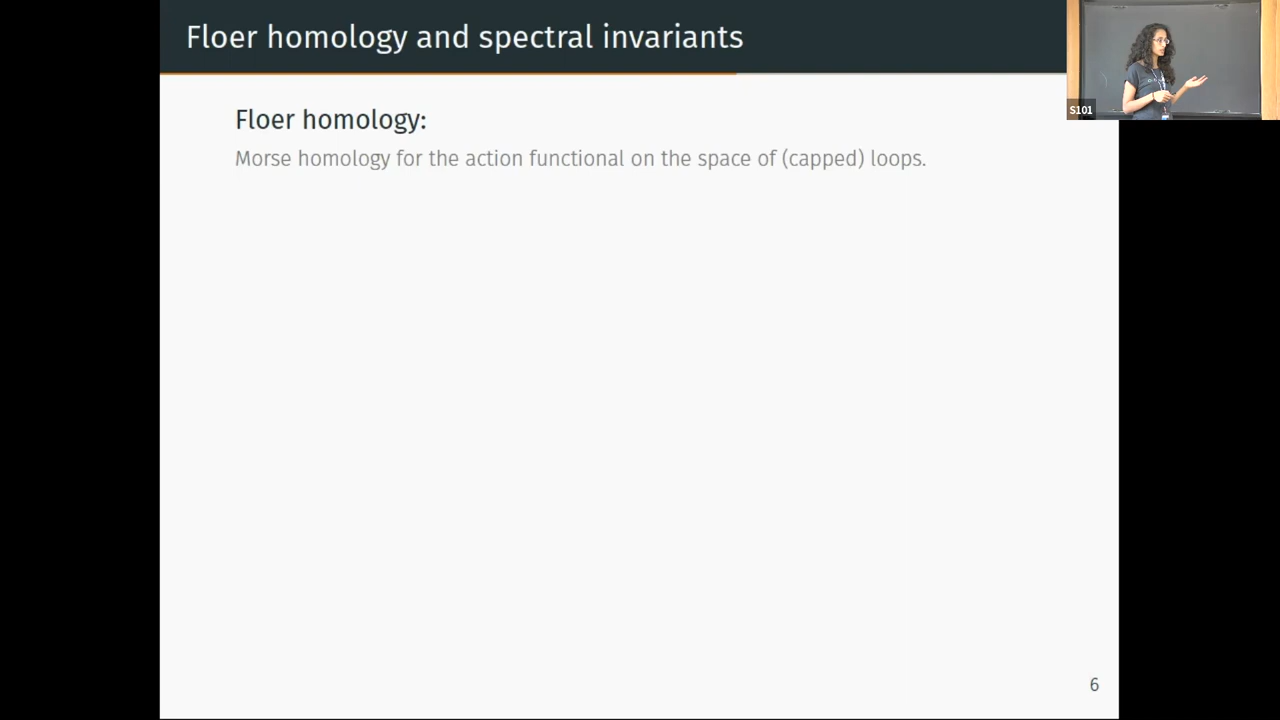 Floer homology and spectral invariants
S101
Floer homology:
Morse homology for the action functional on the space of (capped) loops.
6